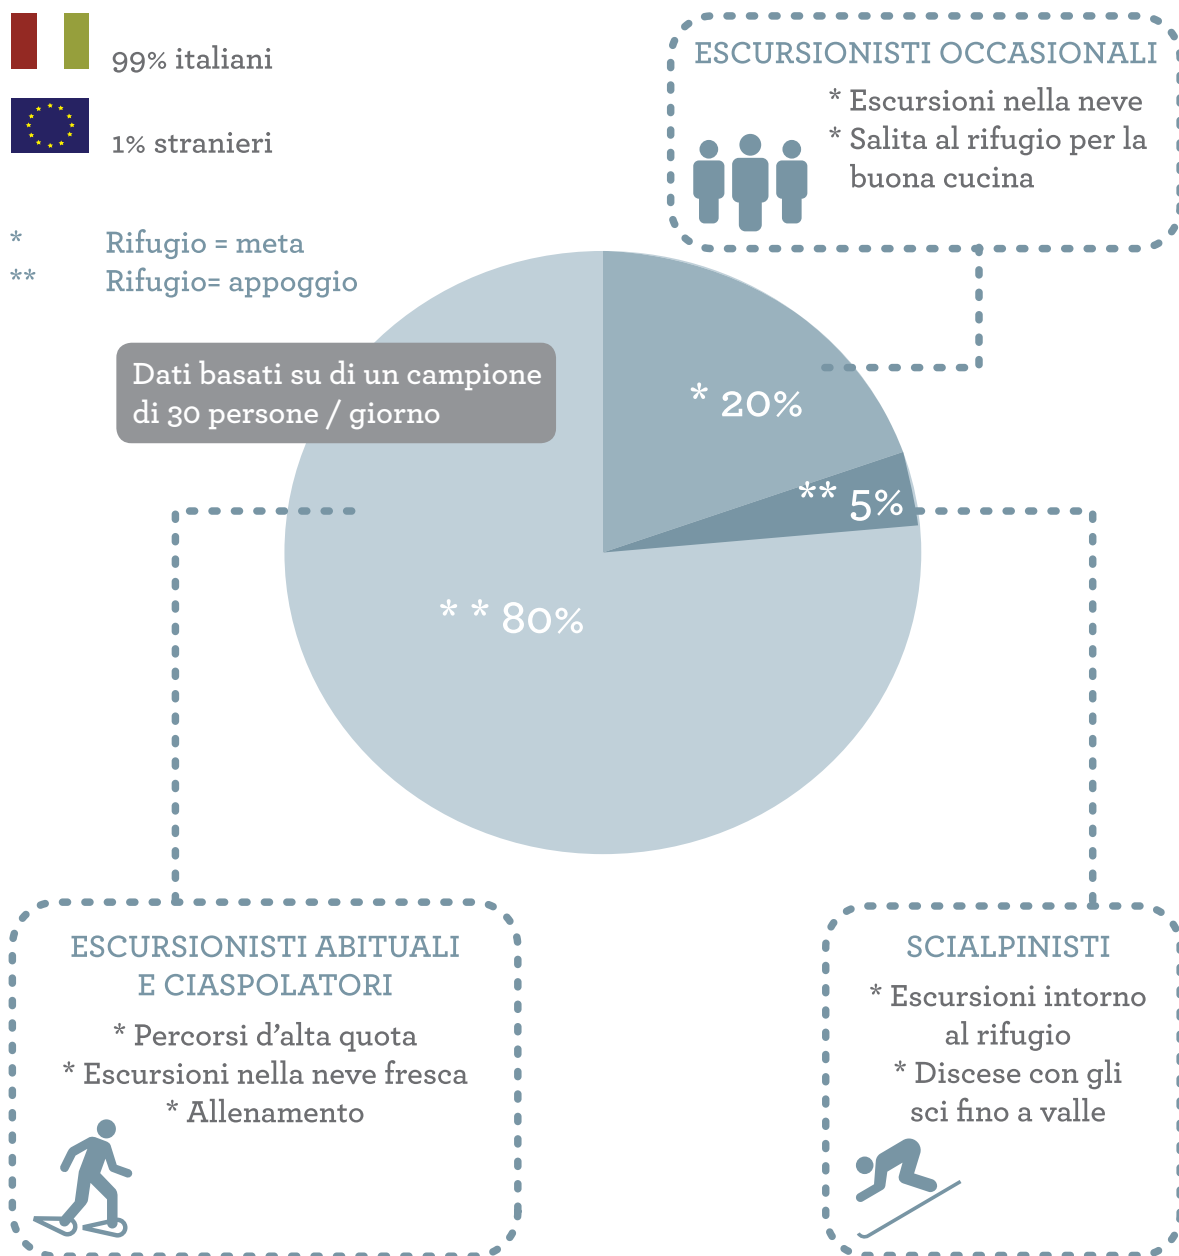 99% italiani
1% stranieri
* Rifugio = meta
** Rifugio= appoggio
Dati basati su di un campione
di 30 persone / giorno
ESCURSIONISTI OCCASIONALI
* Escursioni nella neve
* Salita al rifugio per la
buona cucina
* 20%
** 5%
* * 80%
ESCURSIONISTI ABITUALI
E CIASPOLATORI
* Percorsi d’alta quota
* Escursioni nella neve fresca
* Allenamento
SCIALPINISTI
* Escursioni intorno
al rifugio
* Discese con gli
sci fino a valle